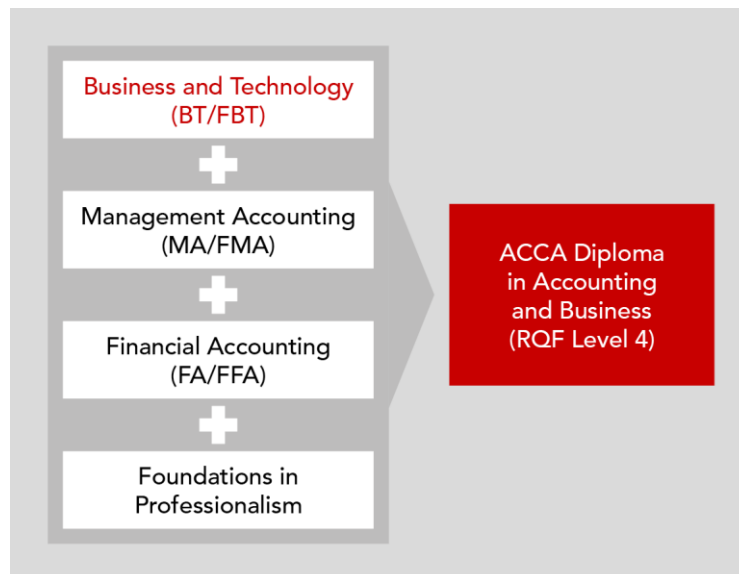 Business and Technology
(BT/FBT)
Management Accounting
(MA/FMA)
Financial Accounting
(FA/FFA)
Foundations in
Professionalism
ACCA Diploma
in Accounting
and Business
(RQF Level 4)